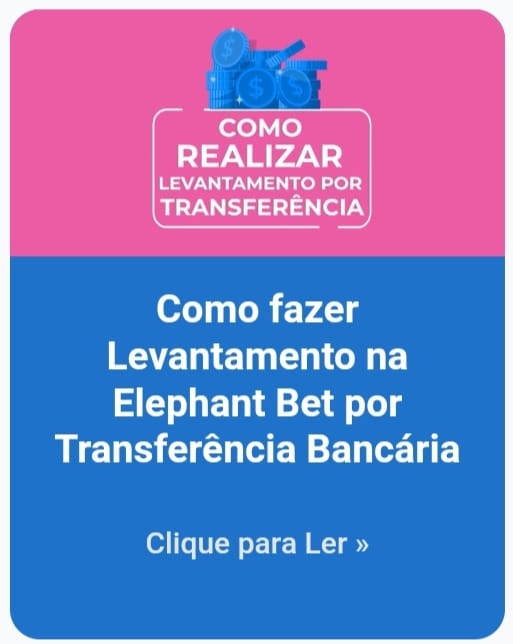 COMO
REALIZAR
LEVANTAMENTO POR
TRANSFERÊNCIA
Como fazer
Levantamento na
Elephant Bet por
Transferência Bancária
Clique para Ler »